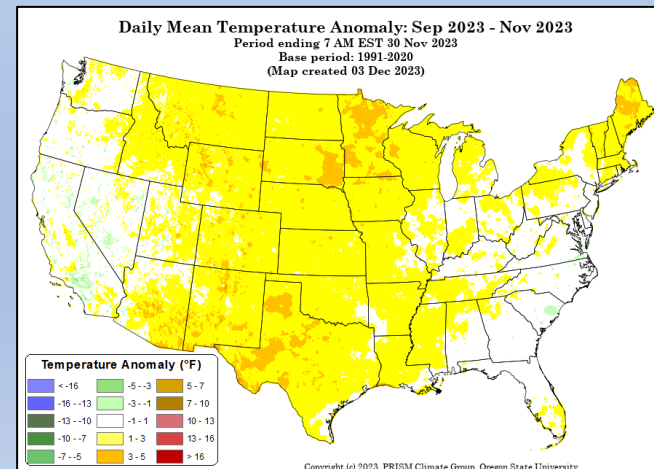 Daily Mean Temperature Anomaly: Sep 2023 - Nov 2023
Period ending 7 AM EST 30 Nov 2023
Base period: 1991-2020
(Map created 03 Dec 2023)
Temperature Anomaly (°F)
< -16 -5 - -3 5 - 7
-16 - -13 -3 - -1 7 - 10
-13 - -10 -1 - 1 10 - 13
-10 - -7 1 - 3 13 - 16
-7 - -5 3 - 5 > 16
Copyright (c) 2023, PRISM Climate Group, Oregon State University